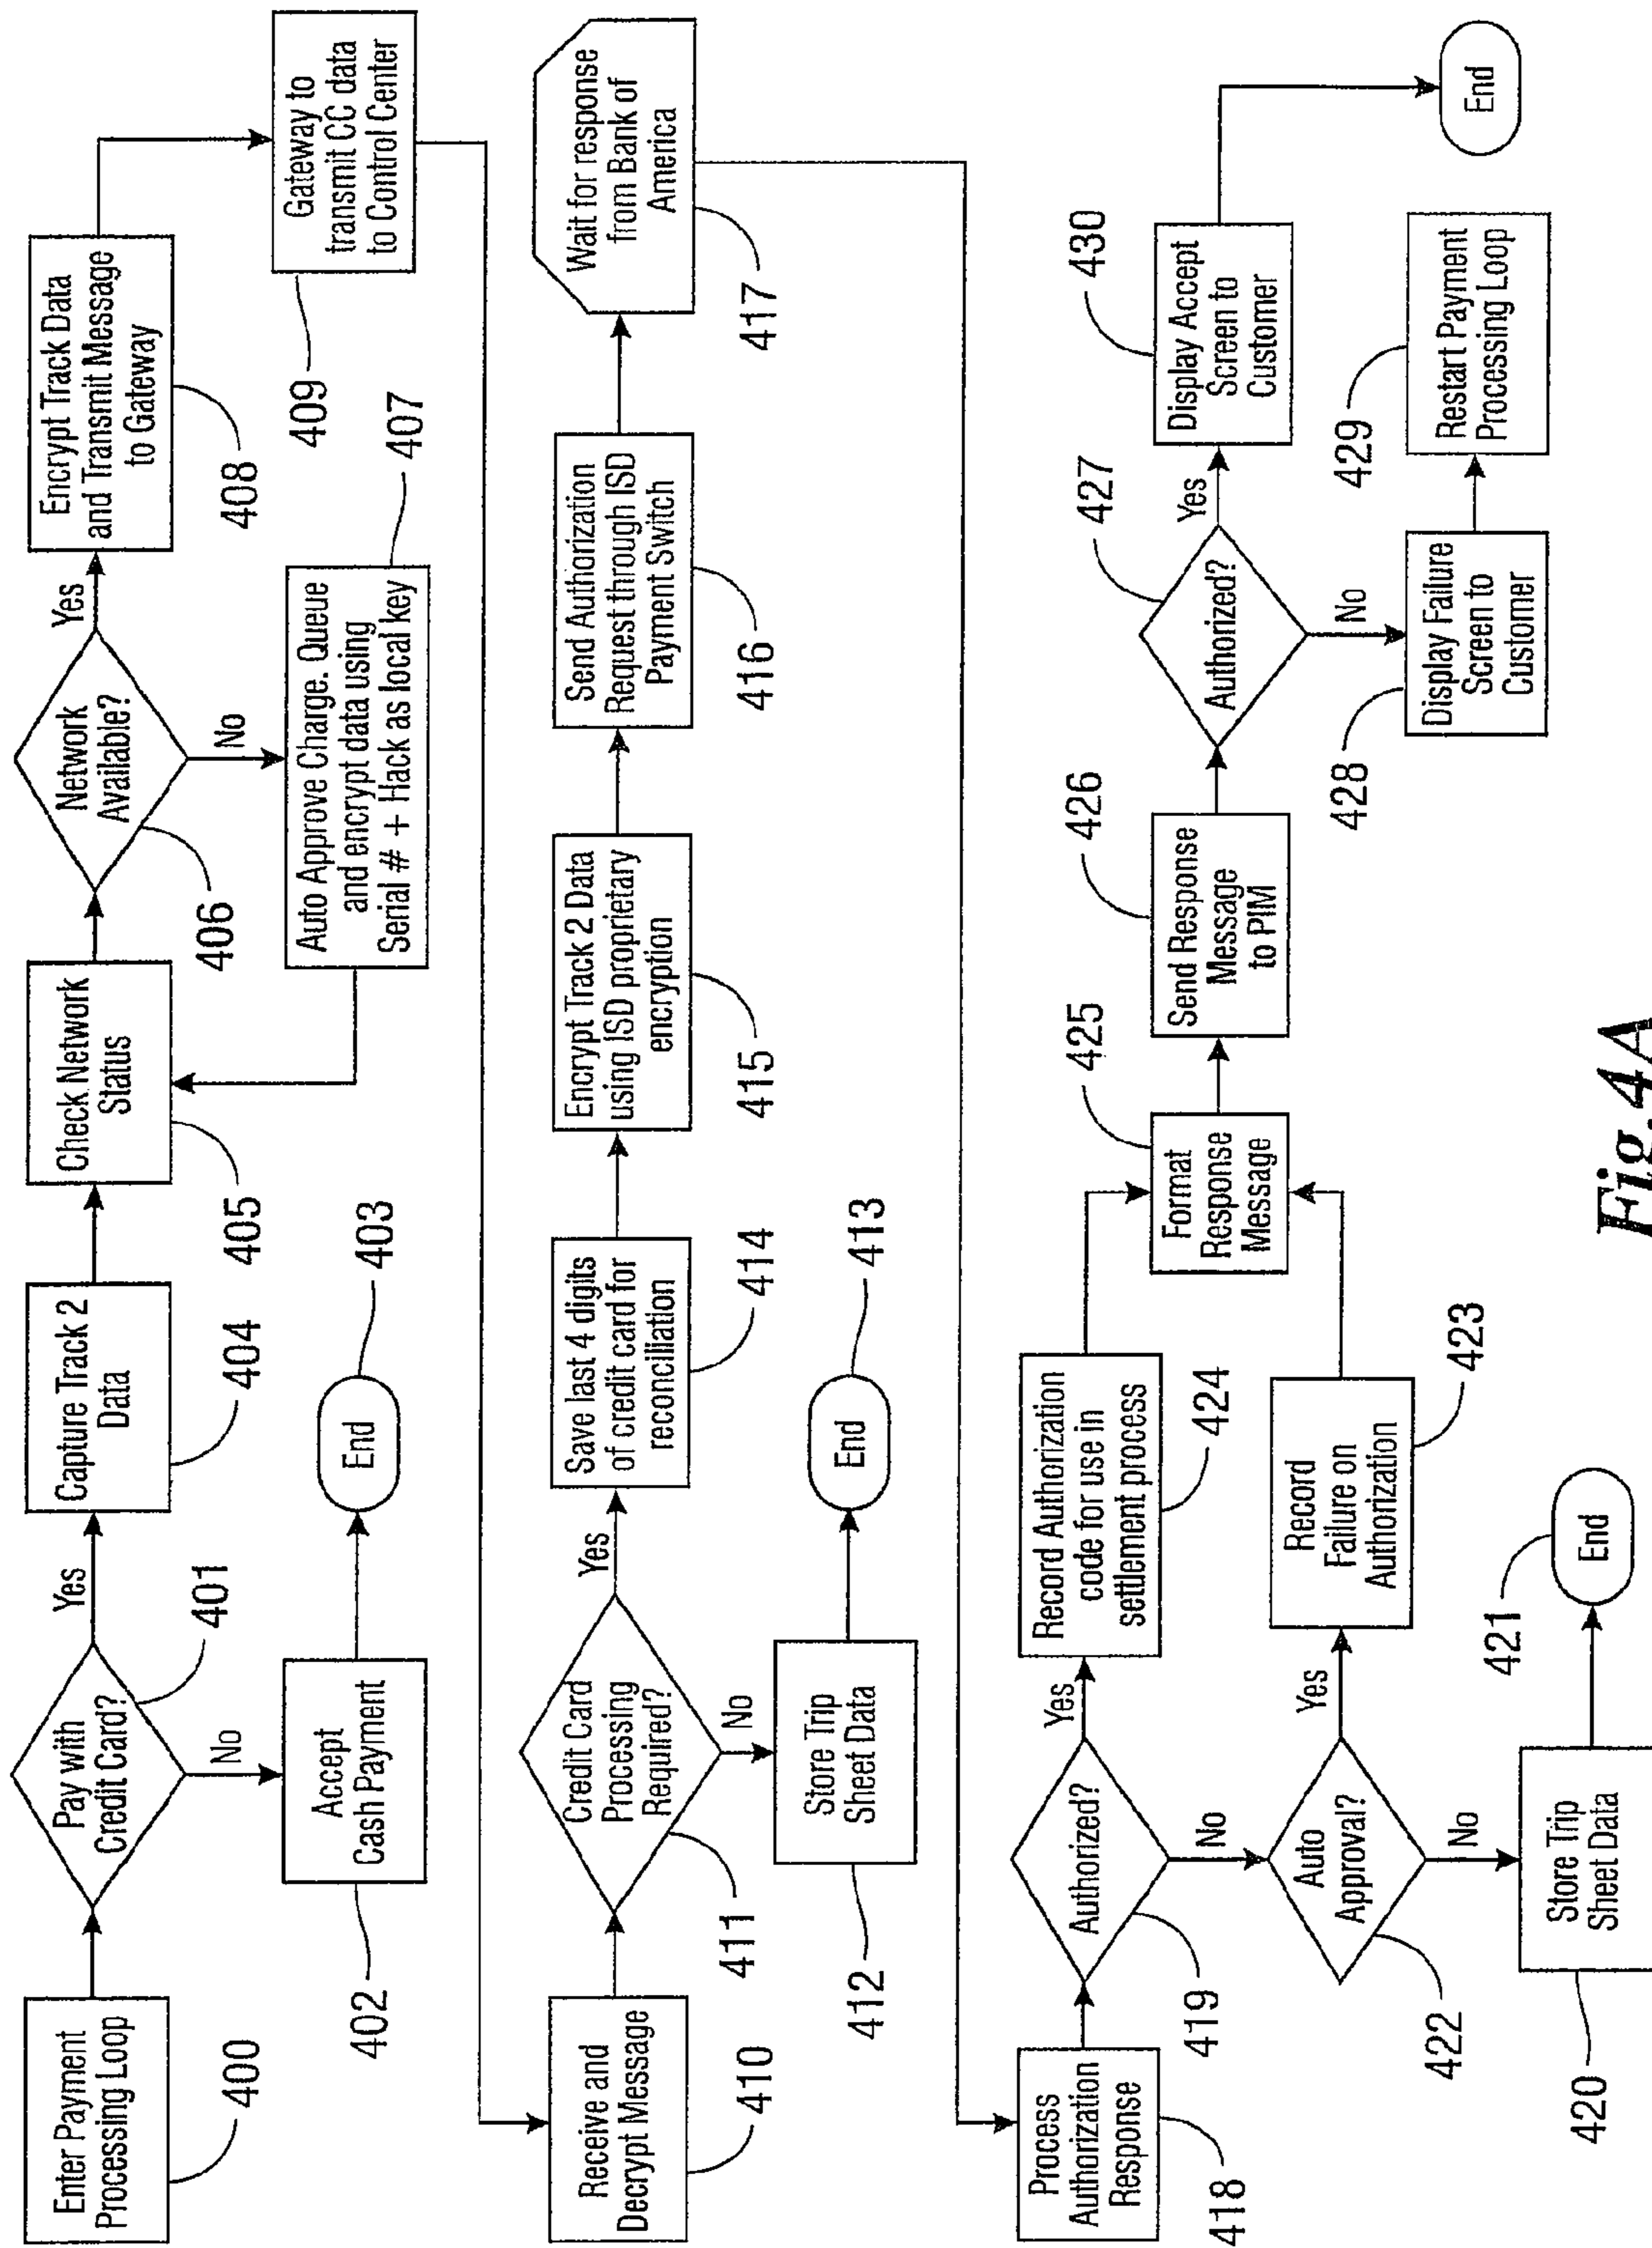 Enter Payment
Processing Loop
400
Pay with
Credit Card?
401
Yes
No
Accept
Cash Payment
402
End
403
Capture Track 2
Data
404
Check Network
Status
405
Network
Available?
406
Yes
No
Auto Approve Charge. Queue
and encrypt data using
Serial # + Hack as local key
407
Encrypt Track Data
and Transmit Message
to Gateway
408
Gateway to
transmit CC data
to Control Center
409
Receive and
Decrypt Message
410
Credit Card
Processing
Required?
411
Yes
No
Store Trip
Sheet Data
412
End
413
Save last 4 digits
of credit card for
reconciliation
414
Encrypt Track 2 Data
using ISD proprietary
encryption
415
Send Authorization
Request through ISD
Payment Switch
416
Wait for response
from Bank of
America
417
Process
Authorization
Response
418
Authorized?
419
Yes
No
Auto
Approval?
422
Yes
No
Store Trip
Sheet Data
420
End
421
Record
Failure on
Authorization
423
Record Authorization
code for use in
settlement process
424
Format
Response
Message
425
Send Response
Message
to PIM
426
Authorized?
427
Yes
No
Display Failure
Screen to
Customer
428
Restart Payment
Processing Loop
429
Display Accept
Screen to
Customer
430
End
Fig.4A